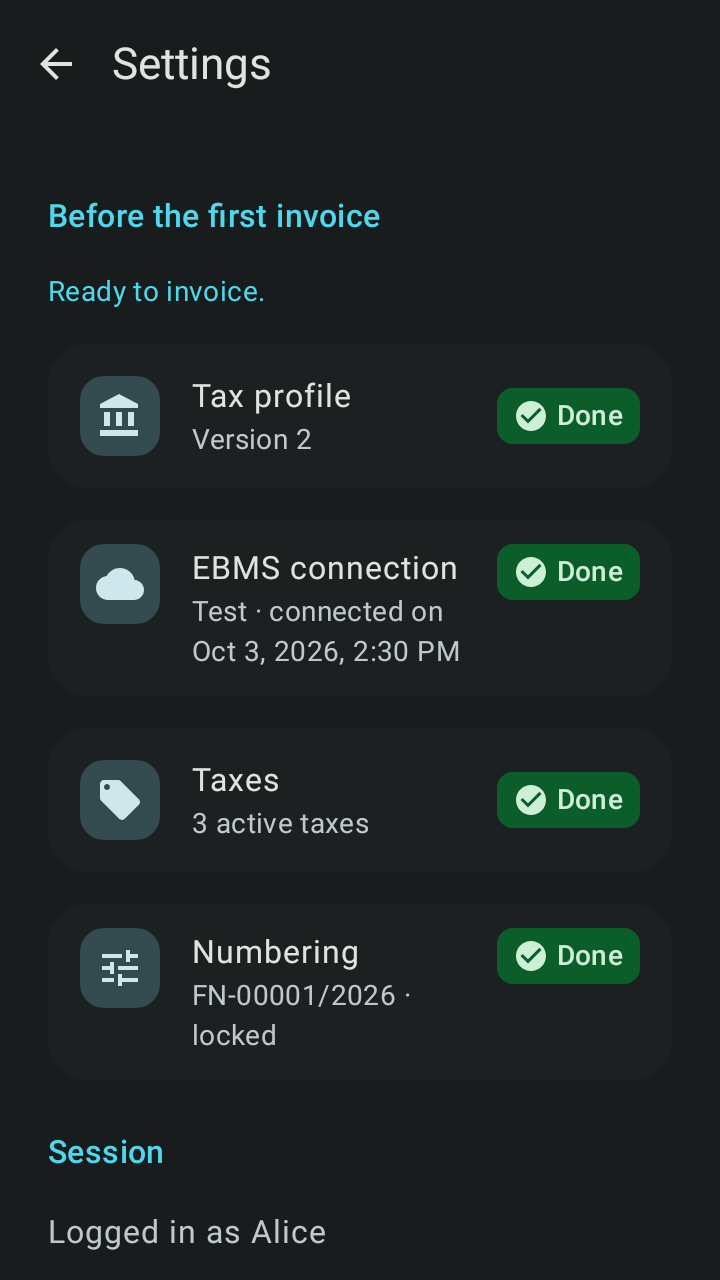 Settings
Before the first invoice
Ready to invoice.
Tax profile
Version 2
Done
EBMS connection
Test · connected on
Oct 3, 2026, 2:30 PM
Done
Taxes
3 active taxes
Done
Numbering
FN-00001/2026 ·
locked
Done
Session
Logged in as Alice